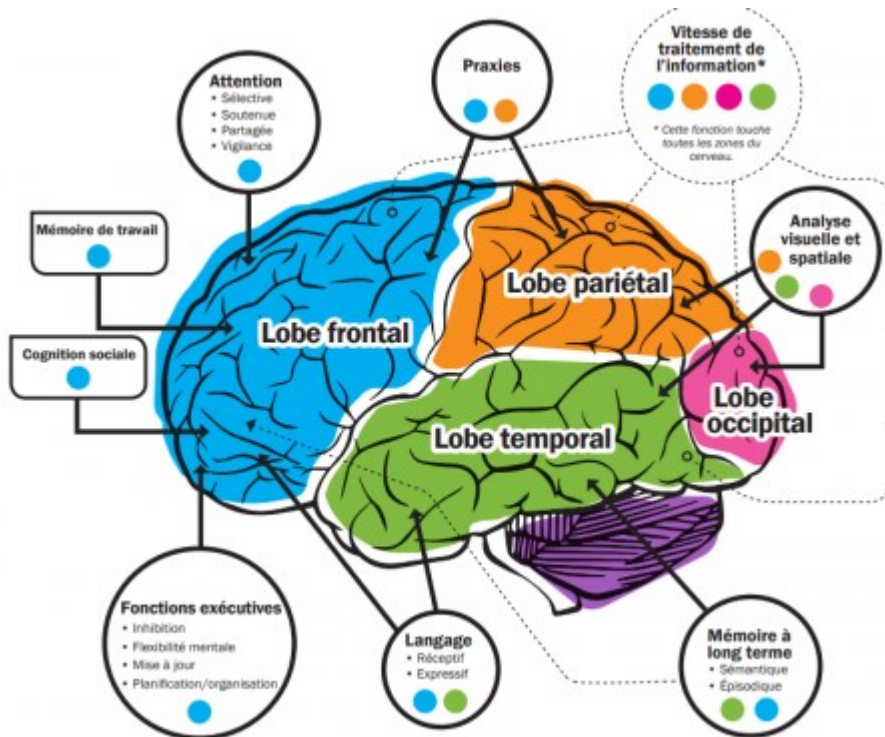 Attention
• Sélective
• Soutenue
• Partagée
• Vigilance
Praxies
Vitesse de
traitement de
l'information*
* Cette fonction touche
toutes les zones du
cerveau.
Mémoire de travail
Analyse
visuelle et
spatiale
Cognition sociale
Lobe frontal
Lobe pariétal
Lobe temporal
Lobe
occipital
Fonctions exécutives
• Inhibition
• Flexibilité mentale
• Mise à jour
• Planification/organisation
Langage
• Réceptif
• Expressif
Mémoire à
long terme
• Sémantique
• Épisodique